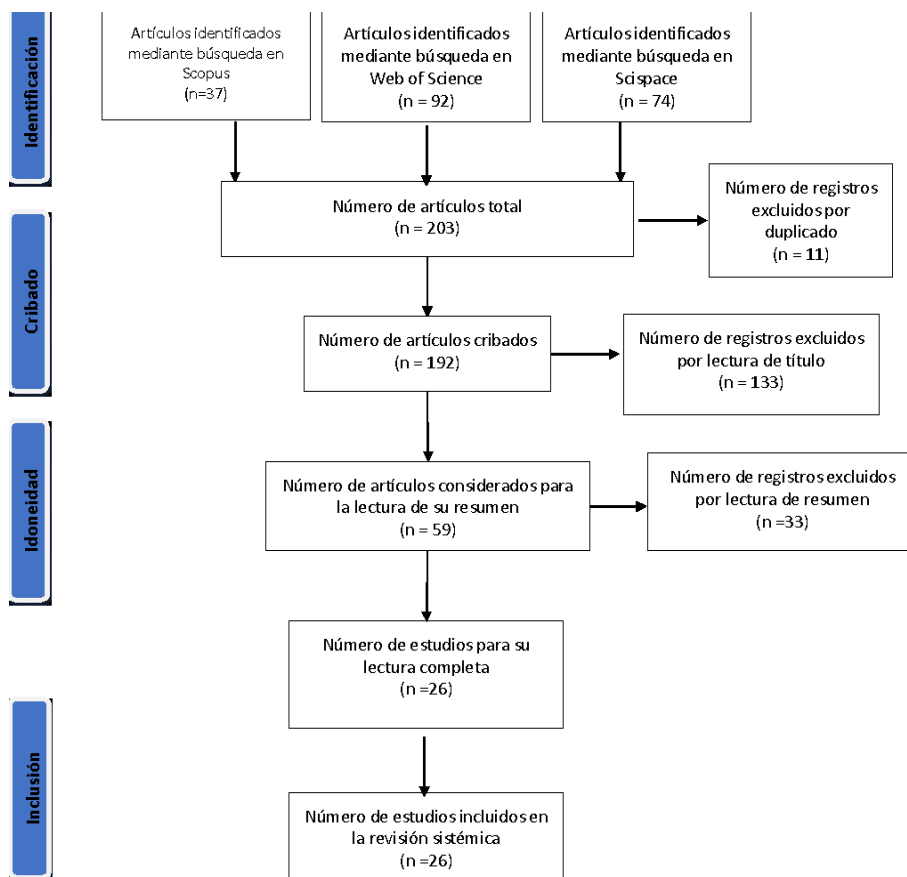 Identificación
Artículos identificados
mediante búsqueda en
Scopus
(n=37)
Artículos identificados
mediante búsqueda en
Web of Science
(n = 92)
Artículos identificados
mediante búsqueda en
Scispace
(n = 74)
Número de artículos total
(n = 203)
Número de registros
excluidos por
duplicado
(n = 11)
Cribado
Número de artículos cribados
(n = 192)
Número de registros excluidos
por lectura de título
(n = 133)
Idoneidad
Número de artículos considerados para
la lectura de su resumen
(n = 59)
Número de registros excluidos
por lectura de resumen
(n =33)
Número de estudios para su
lectura completa
(n =26)
Inclusión
Número de estudios incluidos en
la revisión sistémica
(n =26)